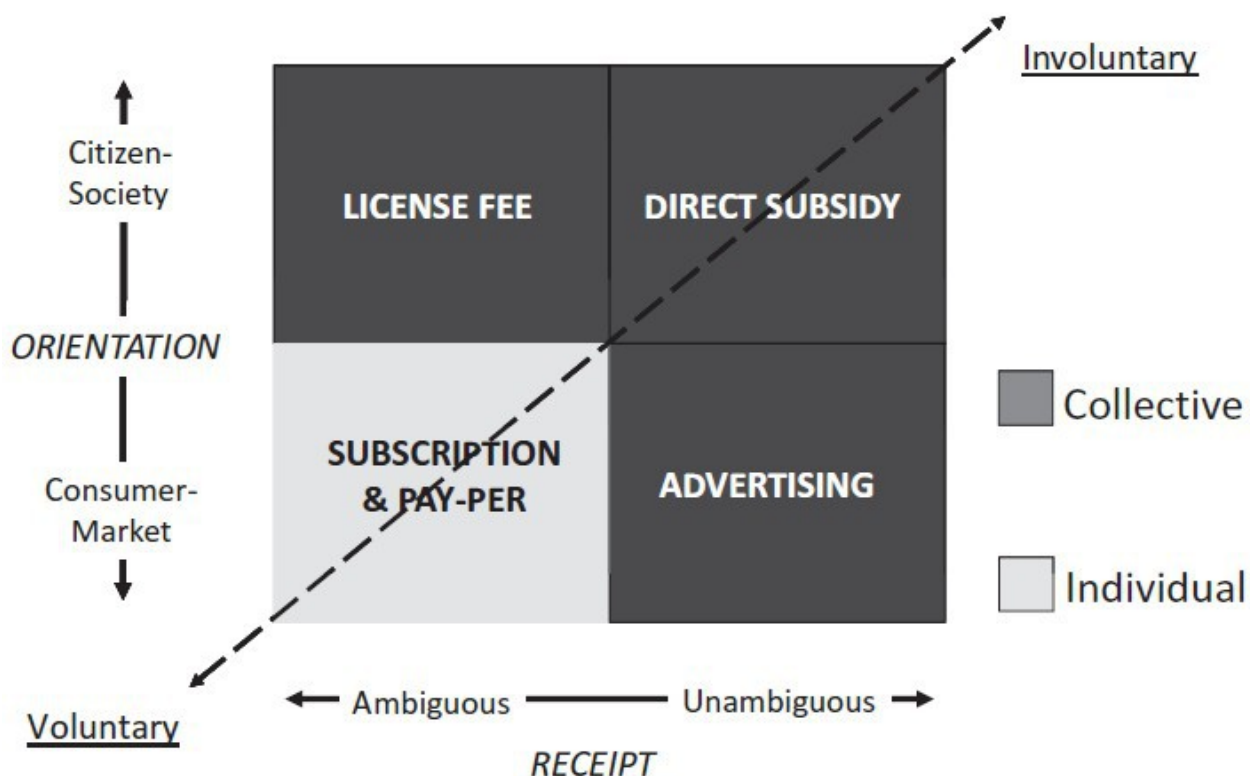 Involuntary
Citizen-
Society
LICENSE FEE
DIRECT SUBSIDY
ORIENTATION
Collective
SUBSCRIPTION
& PAY-PER
ADVERTISING
Consumer-
Market
Individual
Ambiguous
Unambiguous
Voluntary
RECEIPT